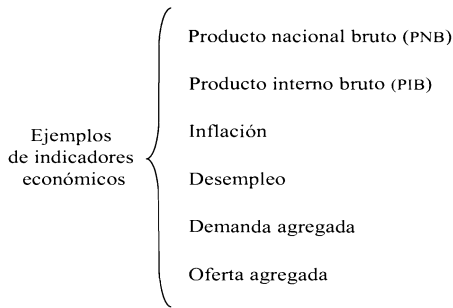 Ejemplos
de indicadores
económicos
Producto nacional bruto (PNB)
Producto interno bruto (PIB)
Inflación
Desempleo
Demanda agregada
Oferta agregada